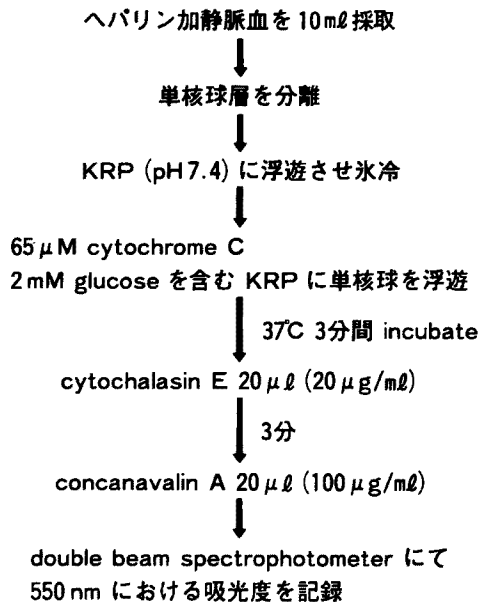 ヘパリン加静脈血を10mℓ採取
単核球層を分離
KRP (pH7.4) に浮遊させ氷冷
65μM cytochrome C
2mM glucose を含む KRP に単核球を浮遊
37℃ 3分間 incubate
cytochalasin E 20μℓ (20μg/mℓ)
3分
concanavalin A 20μℓ (100μg/mℓ)
double beam spectrophotometer にて
550nm における吸光度を記録